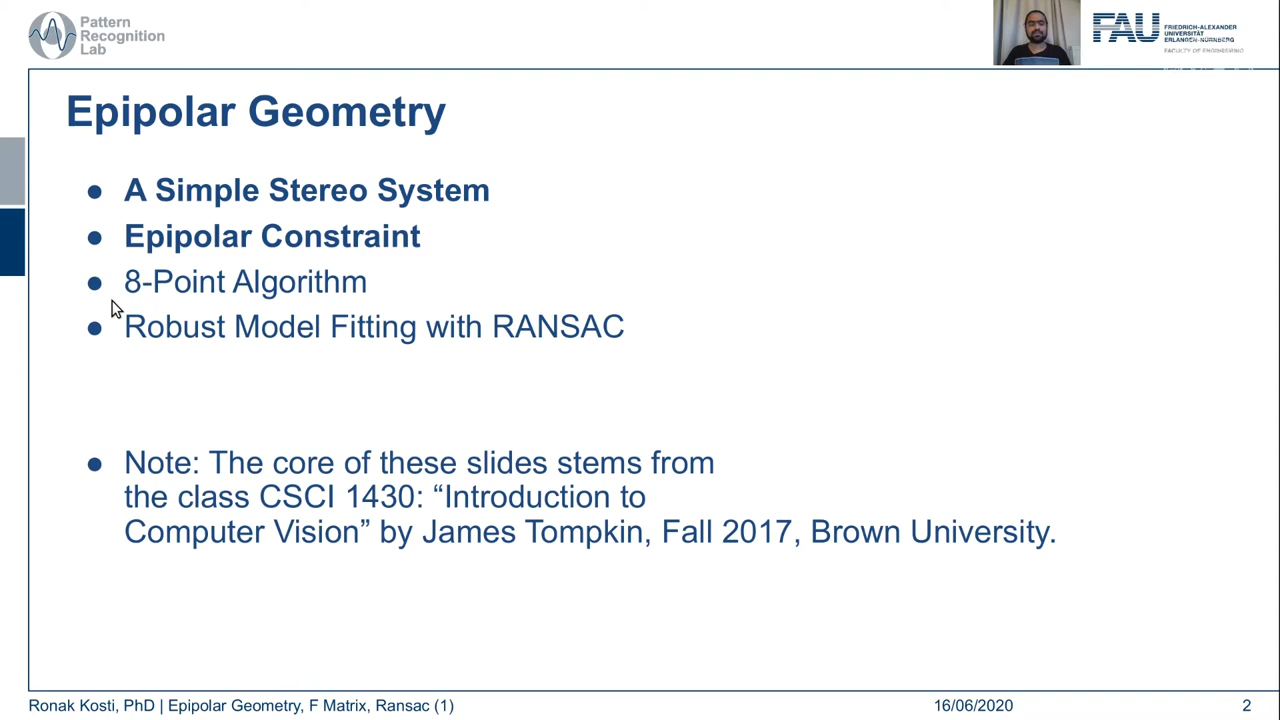 Pattern
Recognition
Lab
FAU
FRIEDRICH-ALEXANDER
UNIVERSITÄT
ERLANGEN-NÜRNBERG
FACULTY OF ENGINEERING
Epipolar Geometry
● A Simple Stereo System
● Epipolar Constraint
● 8-Point Algorithm
● Robust Model Fitting with RANSAC
● Note: The core of these slides stems from
the class CSCI 1430: “Introduction to
Computer Vision” by James Tompkin, Fall 2017, Brown University.
Ronak Kosti, PhD | Epipolar Geometry, F Matrix, Ransac (1)
16/06/2020
2